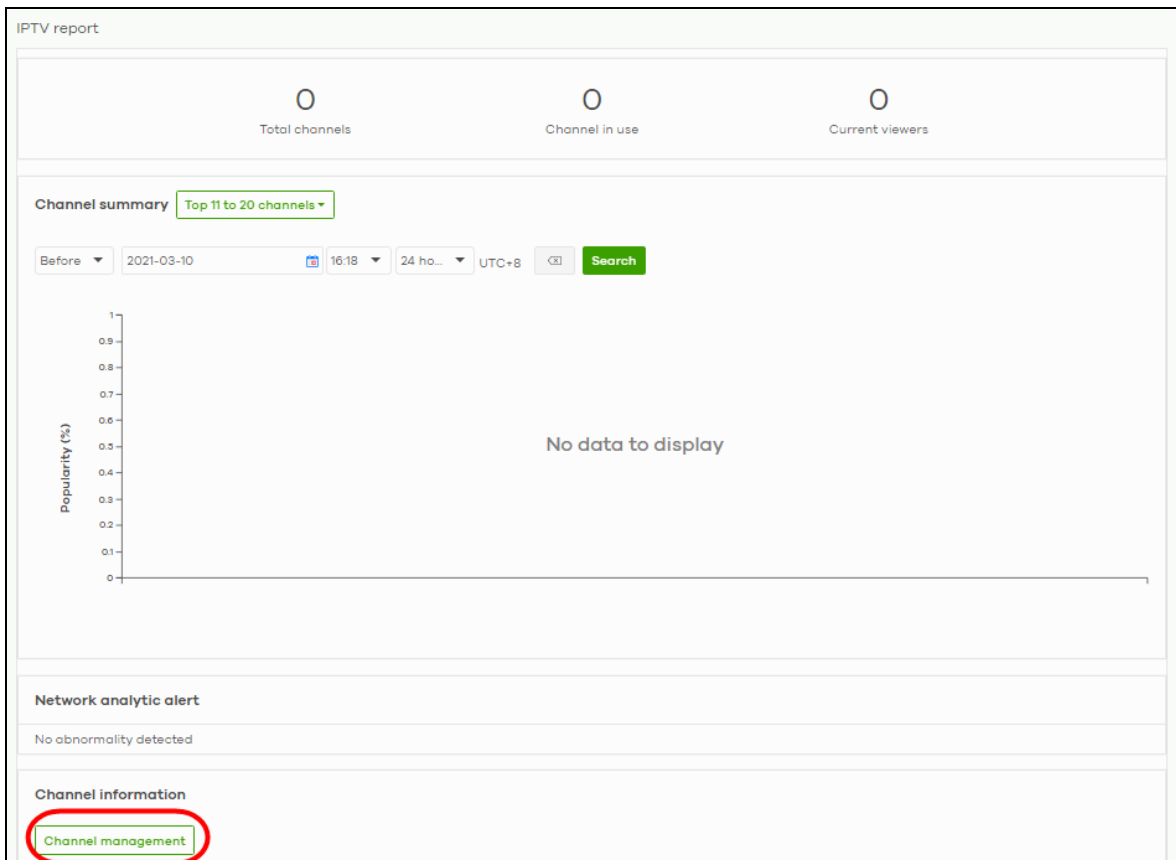 IPTV report
0 0 0
Total channels Channel in use Current viewers
Channel summary Top 11 to 20 channels
Before 2021-03-10 16:18 24 ho... UTC+8 Search
1
0.9
0.8
0.7
0.6
0.5
0.4
0.3
0.2
0.1
0
Popularity (%)
No data to display
Network analytic alert
No abnormality detected
Channel information
Channel management